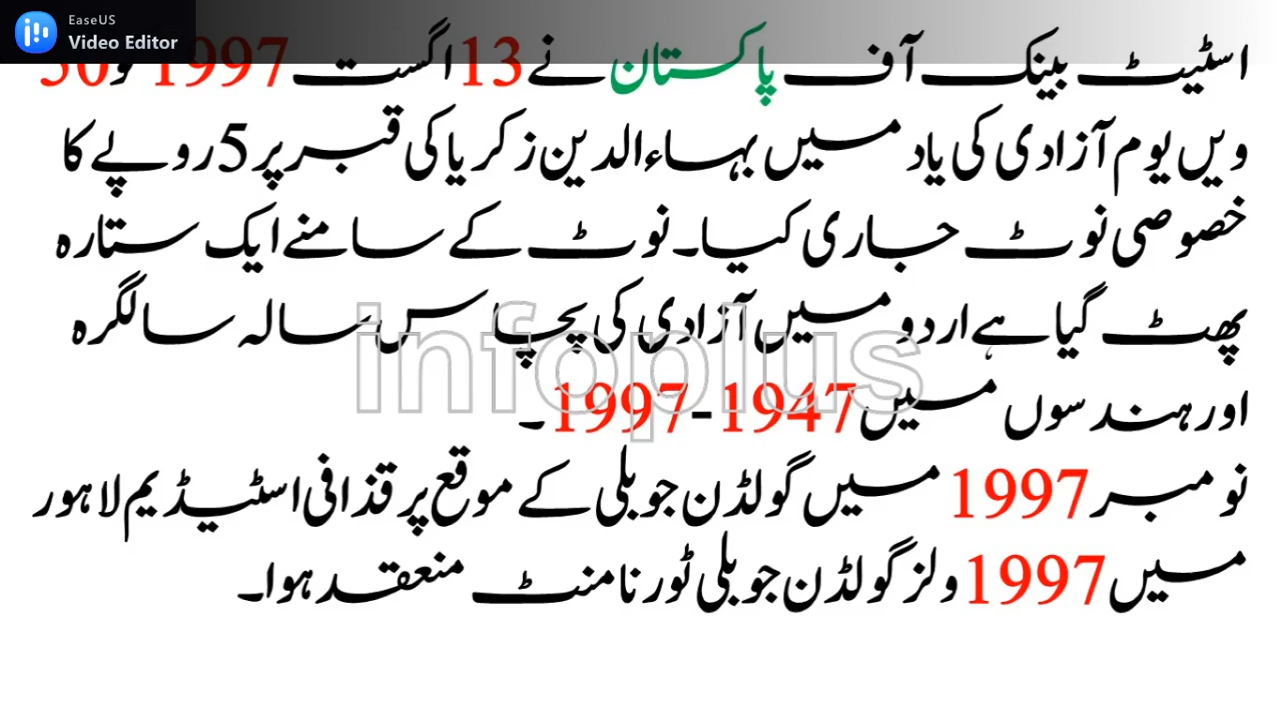 EaseUS
Video Editor
اسٹیٹ بینک آف پاکستان نے 13 اگست 1997 کو 50
ویں یوم آزادی کی یاد میں بہاء الدین زکریا کی قبر پر 5 روپے کا
خصوصی نوٹ جاری کیا۔ نوٹ کے سامنے ایک ستارہ
پھٹ گیا ہے اردو میں آزادی کی پچاس سالہ سالگرہ
اور ہندسوں میں 1947-1997 ۔
نومبر 1997 میں گولڈن جوبلی کے موقع پر قذافی اسٹیڈیم لاہور
میں 1997 ولز گولڈن جوبلی ٹورنامنٹ منعقد ہوا۔
infoplus